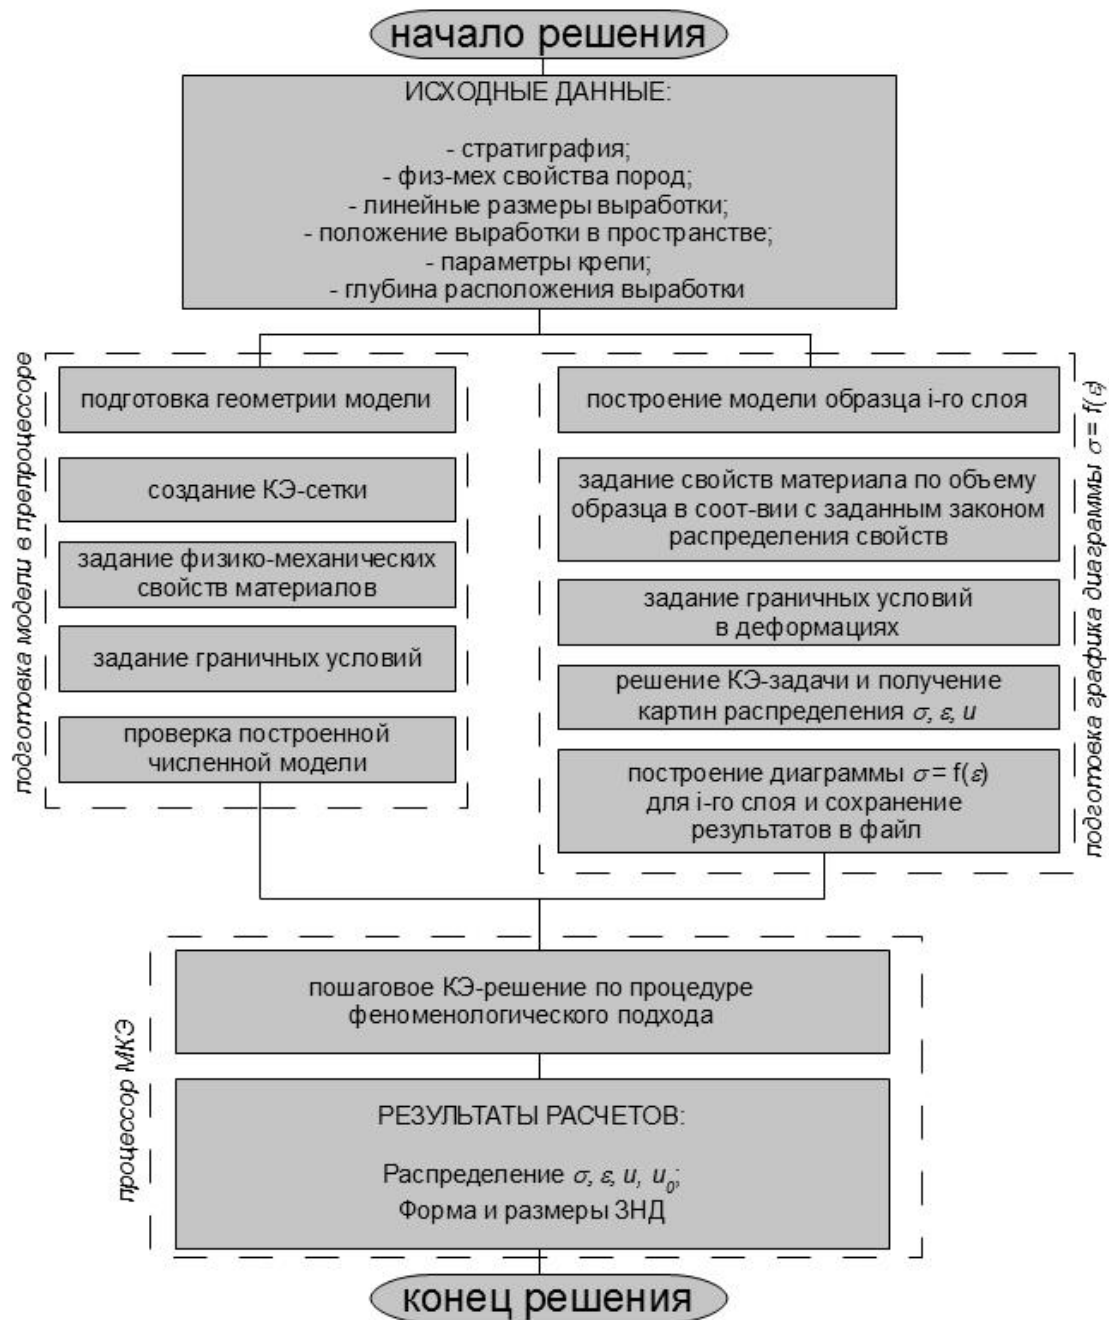 начало решения
ИСХОДНЫЕ ДАННЫЕ:
- стратиграфия;
- физ-мех свойства пород;
- линейные размеры выработки;
- положение выработки в пространстве;
- параметры крепи;
- глубина расположения выработки
подготовка модели в препроцессоре
подготовка геометрии модели
создание КЭ-сетки
задание физико-механических
свойств материалов
задание граничных условий
проверка построенной
численной модели
построение модели образца i-го слоя
задание свойств материала по объему
образца в соот-вии с заданным законом
распределения свойств
задание граничных условий
в деформациях
решение КЭ-задачи и получение
картин распределения σ, ε, u
построение диаграммы σ = f(ε)
для i-го слоя и сохранение
результатов в файл
подготовка графика диаграммы σ = f(ε)
процессор МКЭ
пошаговое КЭ-решение по процедуре
феноменологического подхода
РЕЗУЛЬТАТЫ РАСЧЕТОВ:
Распределение σ, ε, u, u₀;
Форма и размеры ЗНД
конец решения